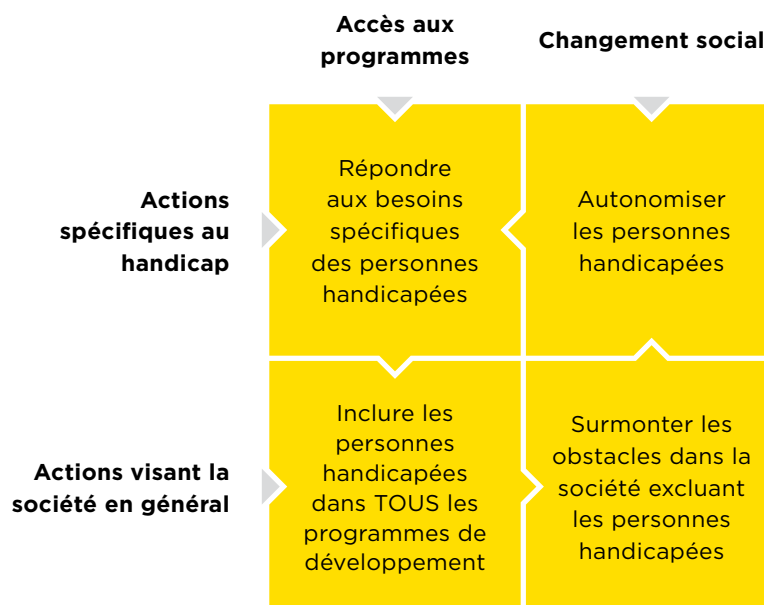 Accès aux
programmes
Changement social
Actions
spécifiques au
handicap
Répondre
aux besoins
spécifiques
des personnes
handicapées
Autonomiser
les personnes
handicapées
Actions visant la
société en général
Inclure les
personnes
handicapées
dans TOUS les
programmes de
développement
Surmonter les
obstacles dans la
société excluant
les personnes
handicapées